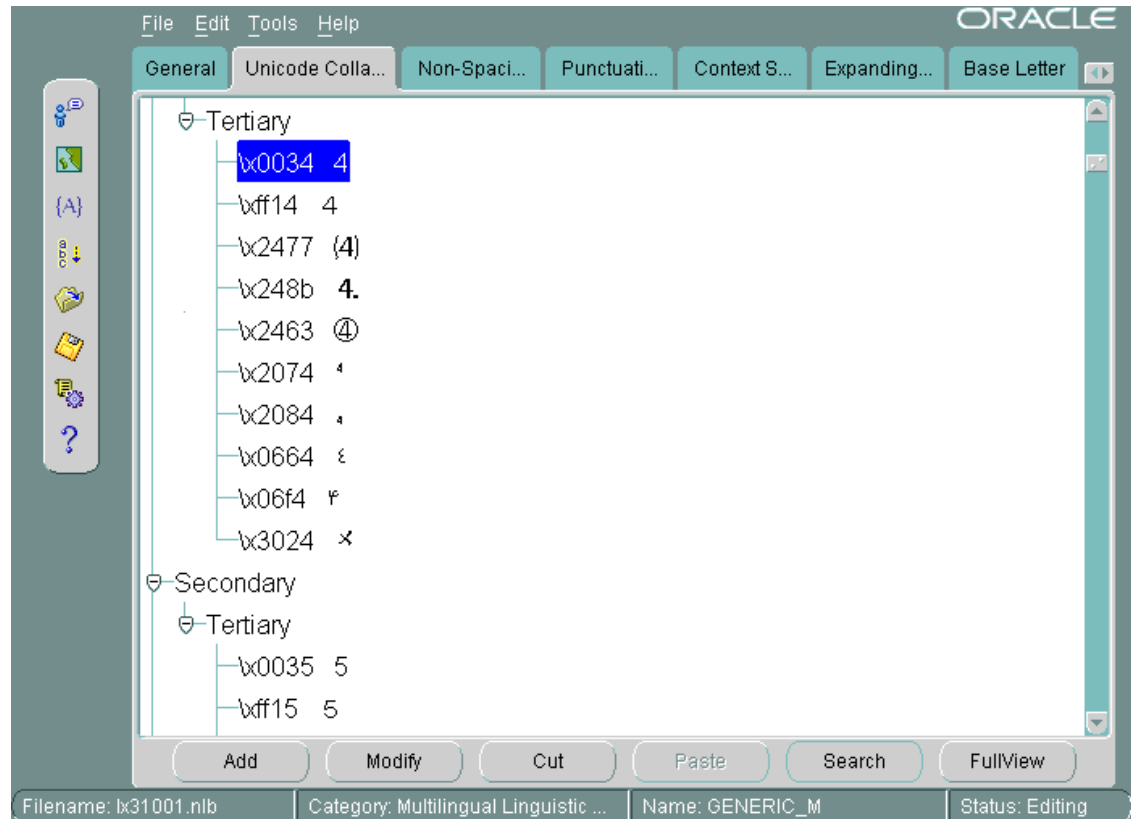 File Edit Tools Help ORACLE
General Unicode Colla... Non-Spaci... Punctuati... Context S... Expanding... Base Letter
Tertiary
\x0034 4
\xff14 4
{A}
\x2477 (4)
a b c
\x248b 4.
\x2463 ④
\x2074 ⁴
\x2084 ₄
?
\x0664 ٤
\x06f4 ۴
\x3024 〤
Secondary
Tertiary
\x0035 5
\xff15 5
Add Modify Cut Paste Search FullView
Filename: lx31001.nlb Category: Multilingual Linguistic ... Name: GENERIC_M Status: Editing